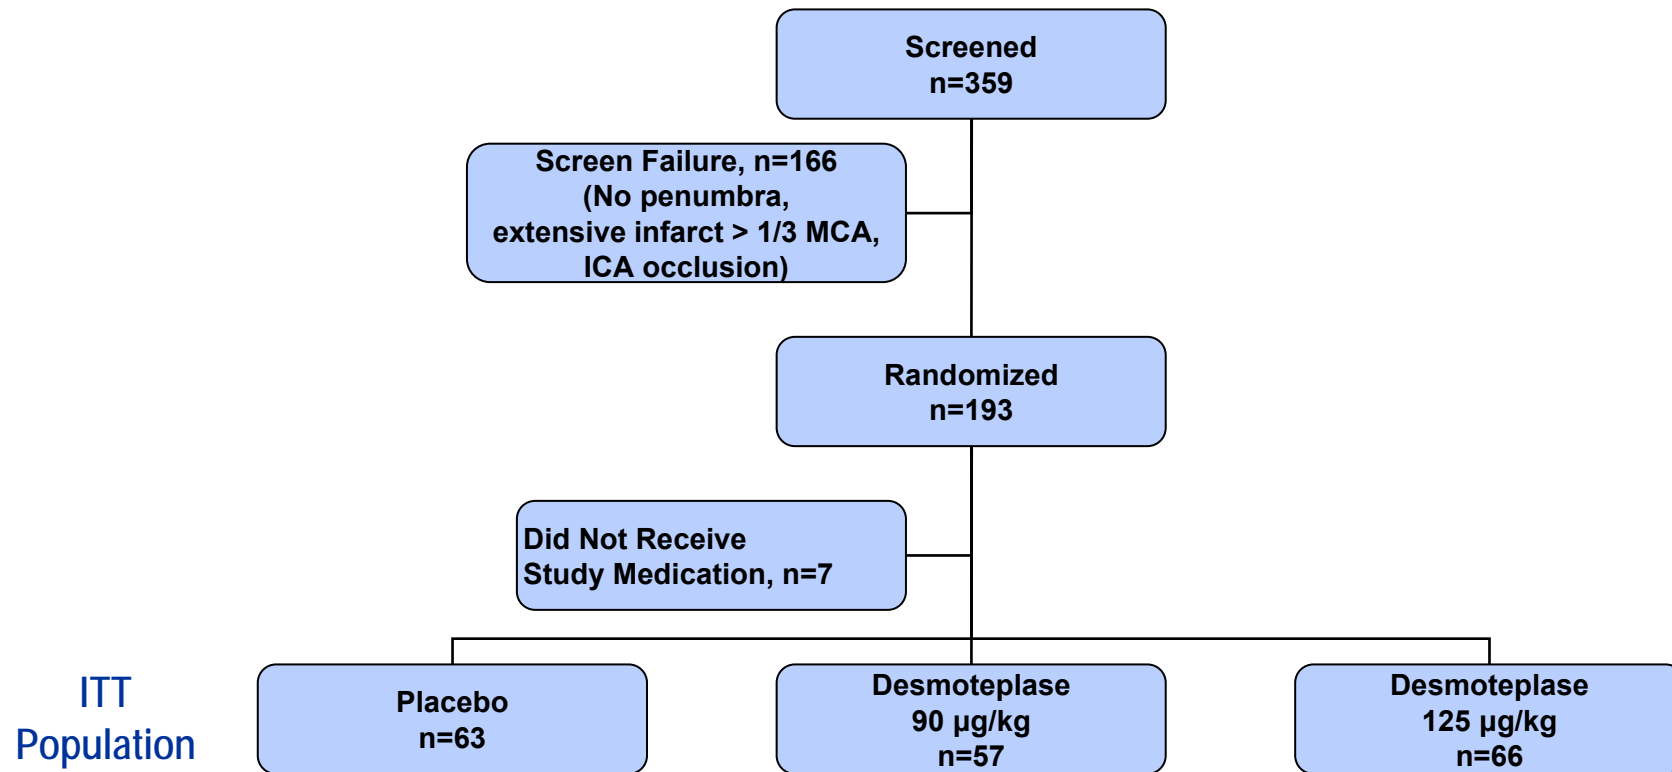 Screened
n=359
Screen Failure, n=166
(No penumbra,
extensive infarct > 1/3 MCA,
ICA occlusion)
Randomized
n=193
Did Not Receive
Study Medication, n=7
ITT
Population
Placebo
n=63
Desmoteplase
90 µg/kg
n=57
Desmoteplase
125 µg/kg
n=66